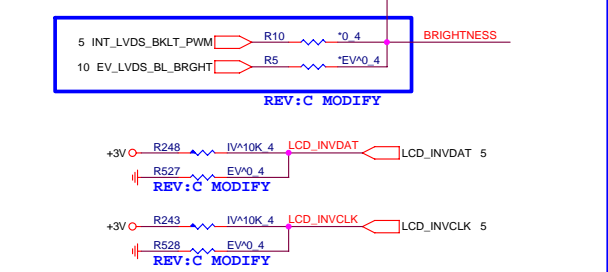 5 INT_LVDS_BKLT_PWM R10 *0_4 BRIGHTNESS
10 EV_LVDS_BL_BRGHT R5 *EV^0_4
REV:C MODIFY
+3V R248 IV^10K_4 LCD_INVDAT LCD_INVDAT 5
R527 EV^0_4
REV:C MODIFY
+3V R243 IV^10K_4 LCD_INVCLK LCD_INVCLK 5
R528 EV^0_4
REV:C MODIFY